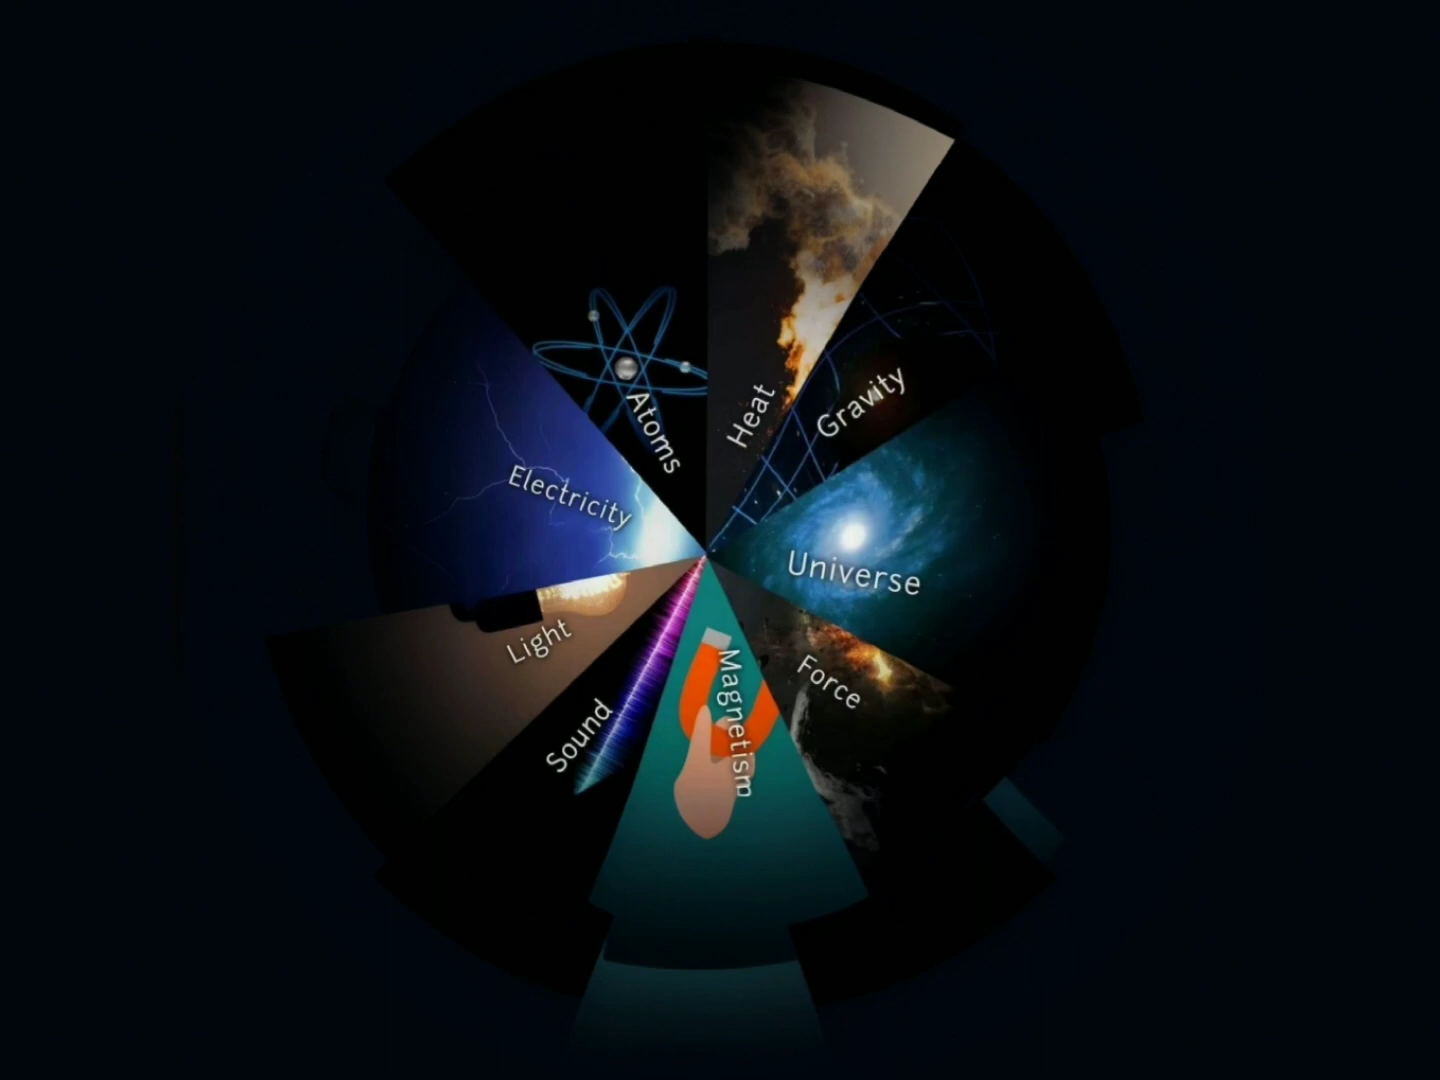 Heat
Gravity
Universe
Force
Magnetism
Sound
Light
Electricity
Atoms